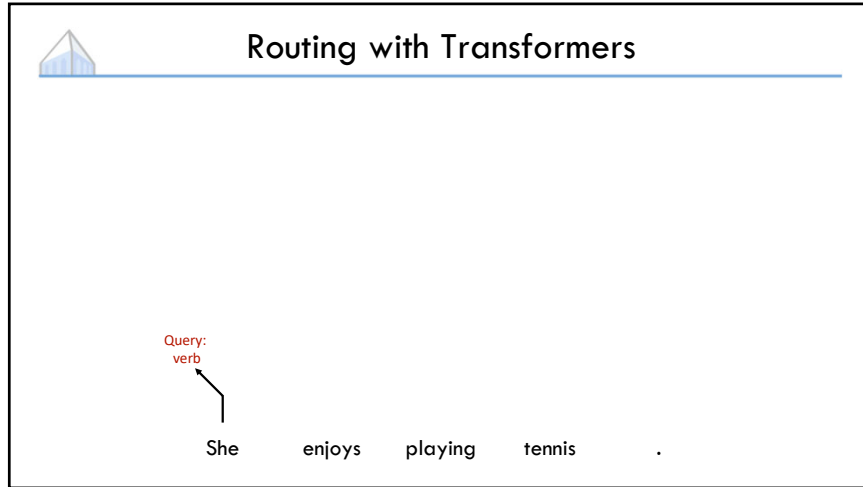 Routing with Transformers
Query:
verb
She enjoys playing tennis .